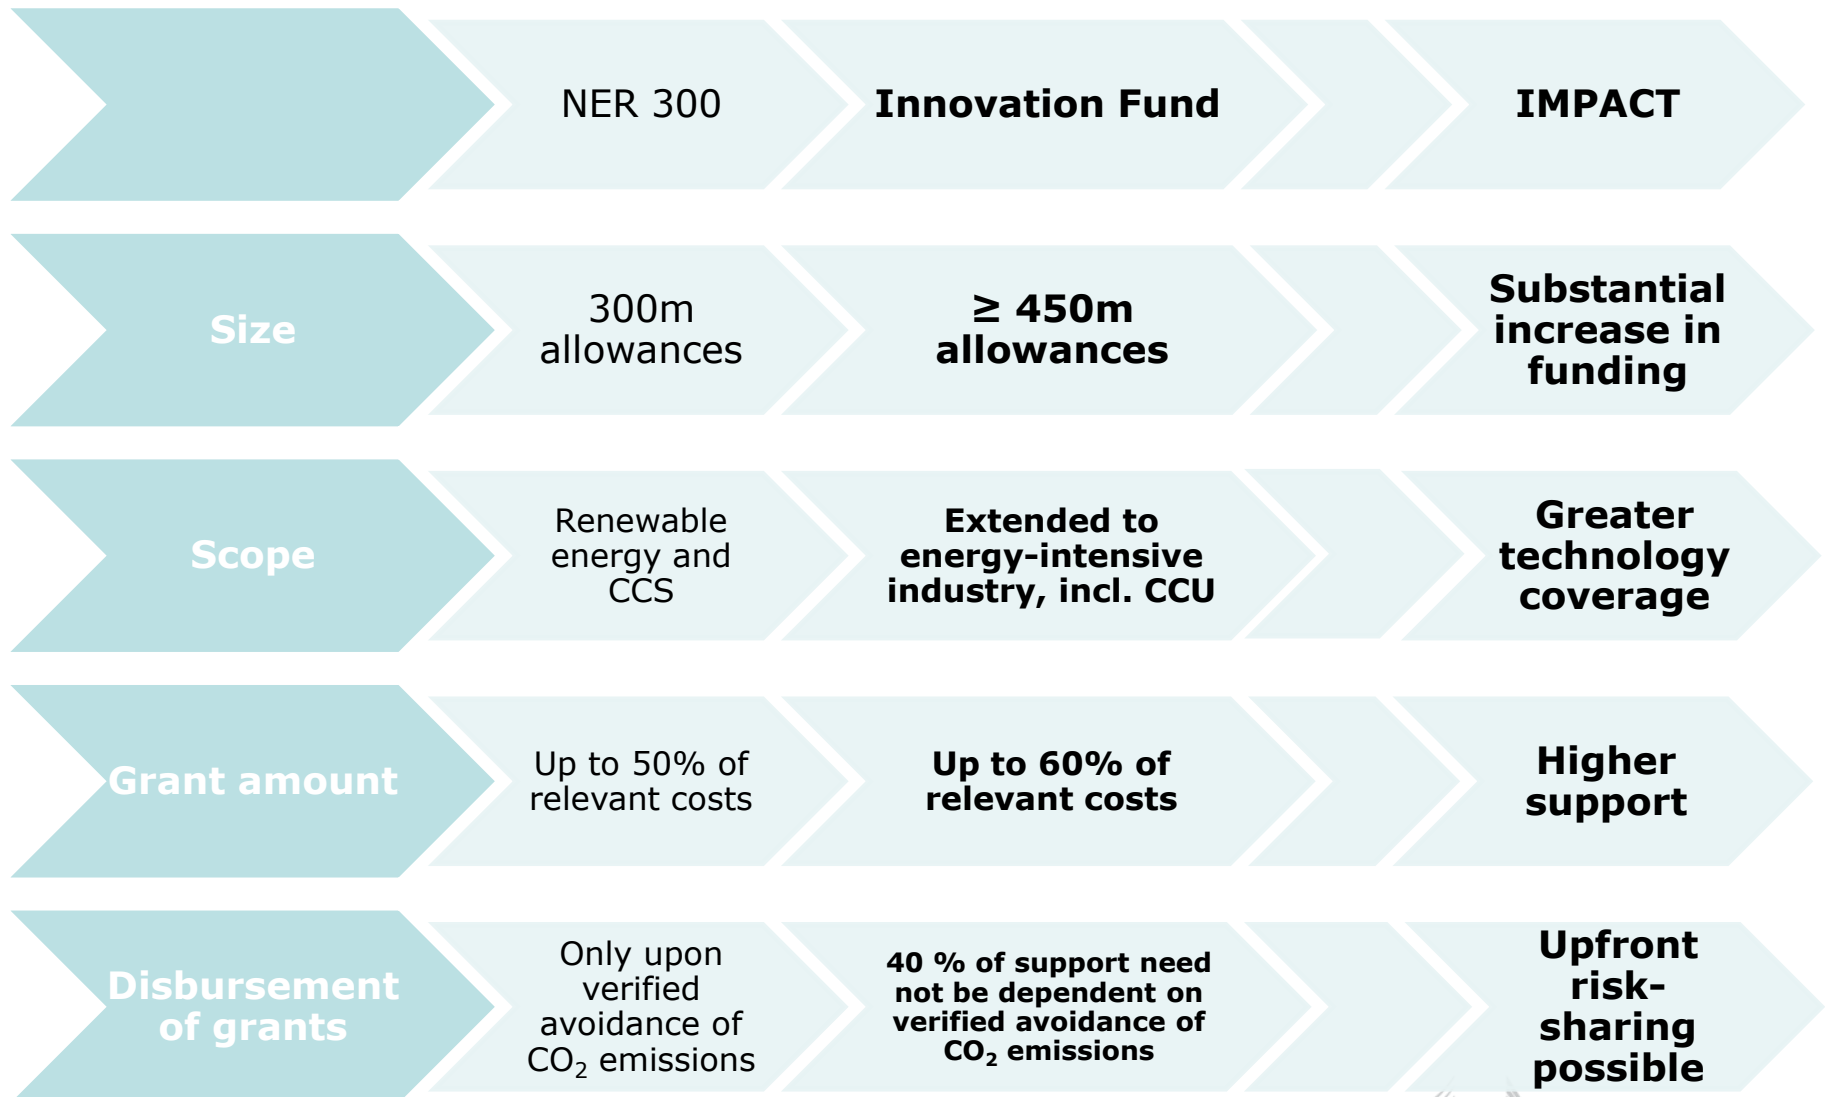 NER 300
Innovation Fund
IMPACT
Size
300m
allowances
≥ 450m
allowances
Substantial
increase in
funding
Scope
Renewable
energy and
CCS
Extended to
energy-intensive
industry, incl. CCU
Greater
technology
coverage
Grant amount
Up to 50% of
relevant costs
Up to 60% of
relevant costs
Higher
support
Disbursement
of grants
Only upon
verified
avoidance of
CO₂ emissions
40 % of support need
not be dependent on
verified avoidance of
CO₂ emissions
Upfront
risk-
sharing
possible